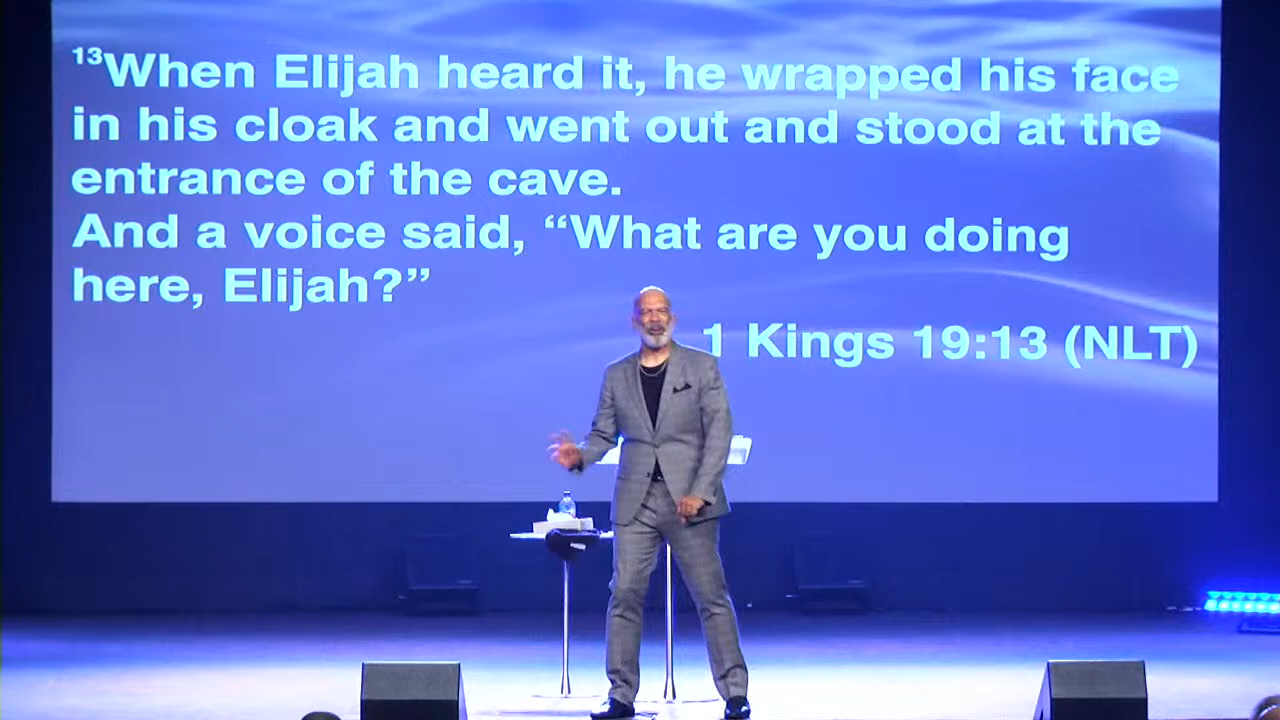 ¹³When Elijah heard it, he wrapped his face
in his cloak and went out and stood at the
entrance of the cave.
And a voice said, “What are you doing
here, Elijah?”
1 Kings 19:13 (NLT)